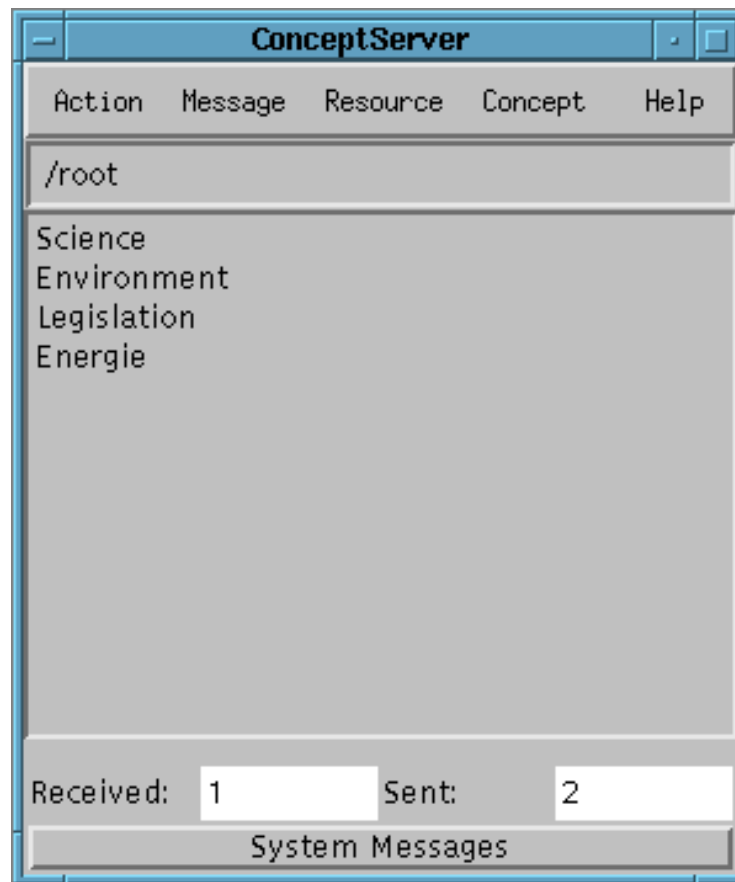 ConceptServer
Action Message Resource Concept Help
/root
Science
Environment
Legislation
Energie
Received: 1 Sent: 2
System Messages